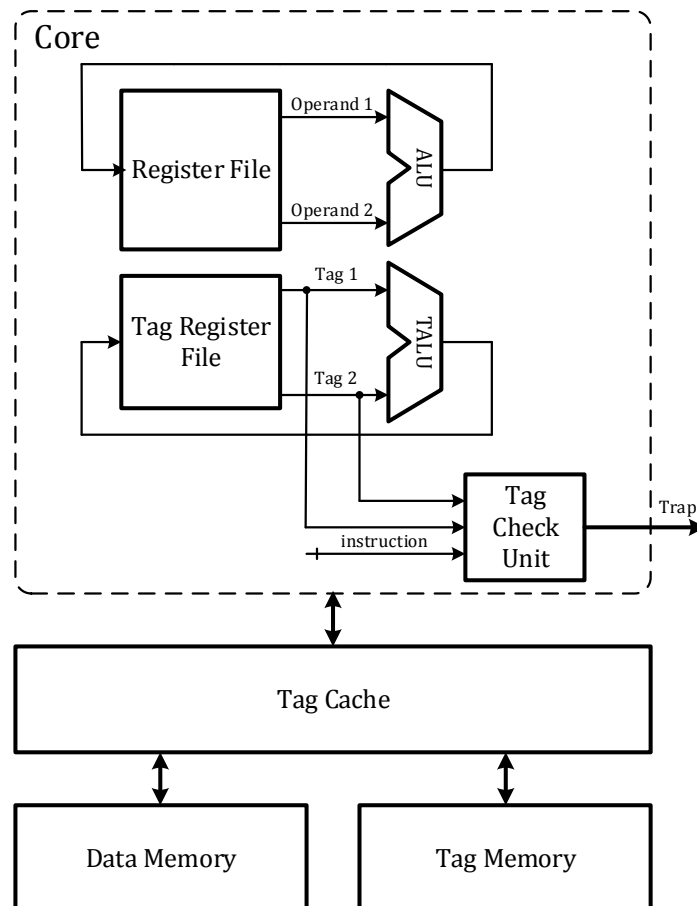 Core
Operand 1
Register File
ALU
Operand 2
Tag 1
Tag Register
File
TALU
Tag 2
Tag
Check
Unit
Trap
instruction
Tag Cache
Data Memory
Tag Memory